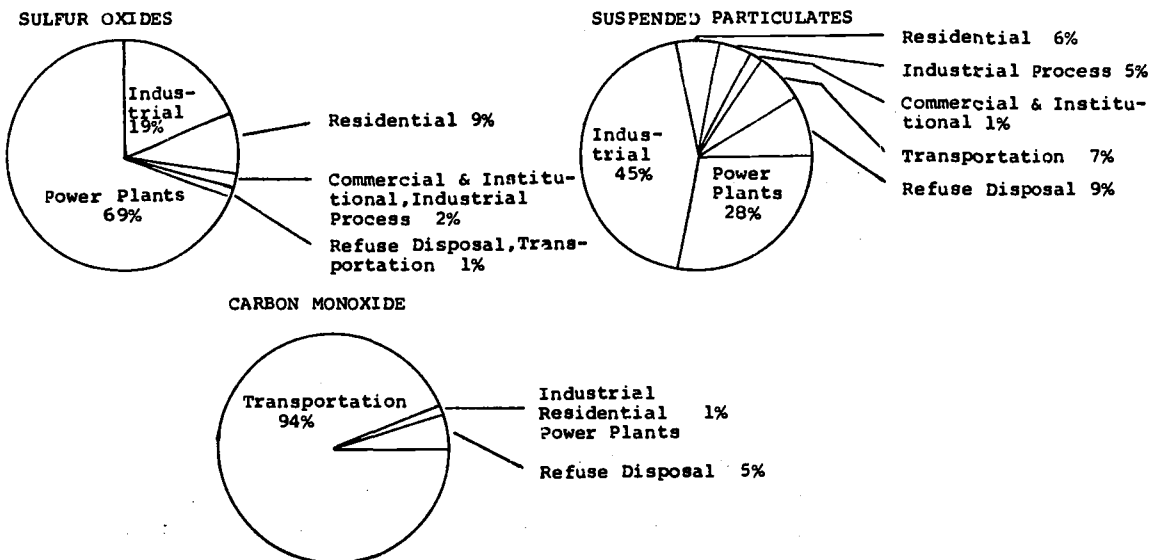 SULFUR OXIDES
Indus-
trial
19%
Power Plants
69%
Residential 9%
Commercial & Institu-
tional,Industrial
Process 2%
Refuse Disposal,Trans-
portation 1%
SUSPENDED PARTICULATES
Indus-
trial
45%
Power
Plants
28%
Residential 6%
Industrial Process 5%
Commercial & Institu-
tional 1%
Transportation 7%
Refuse Disposal 9%
CARBON MONOXIDE
Transportation
94%
Industrial
Residential 1%
Power Plants
Refuse Disposal 5%